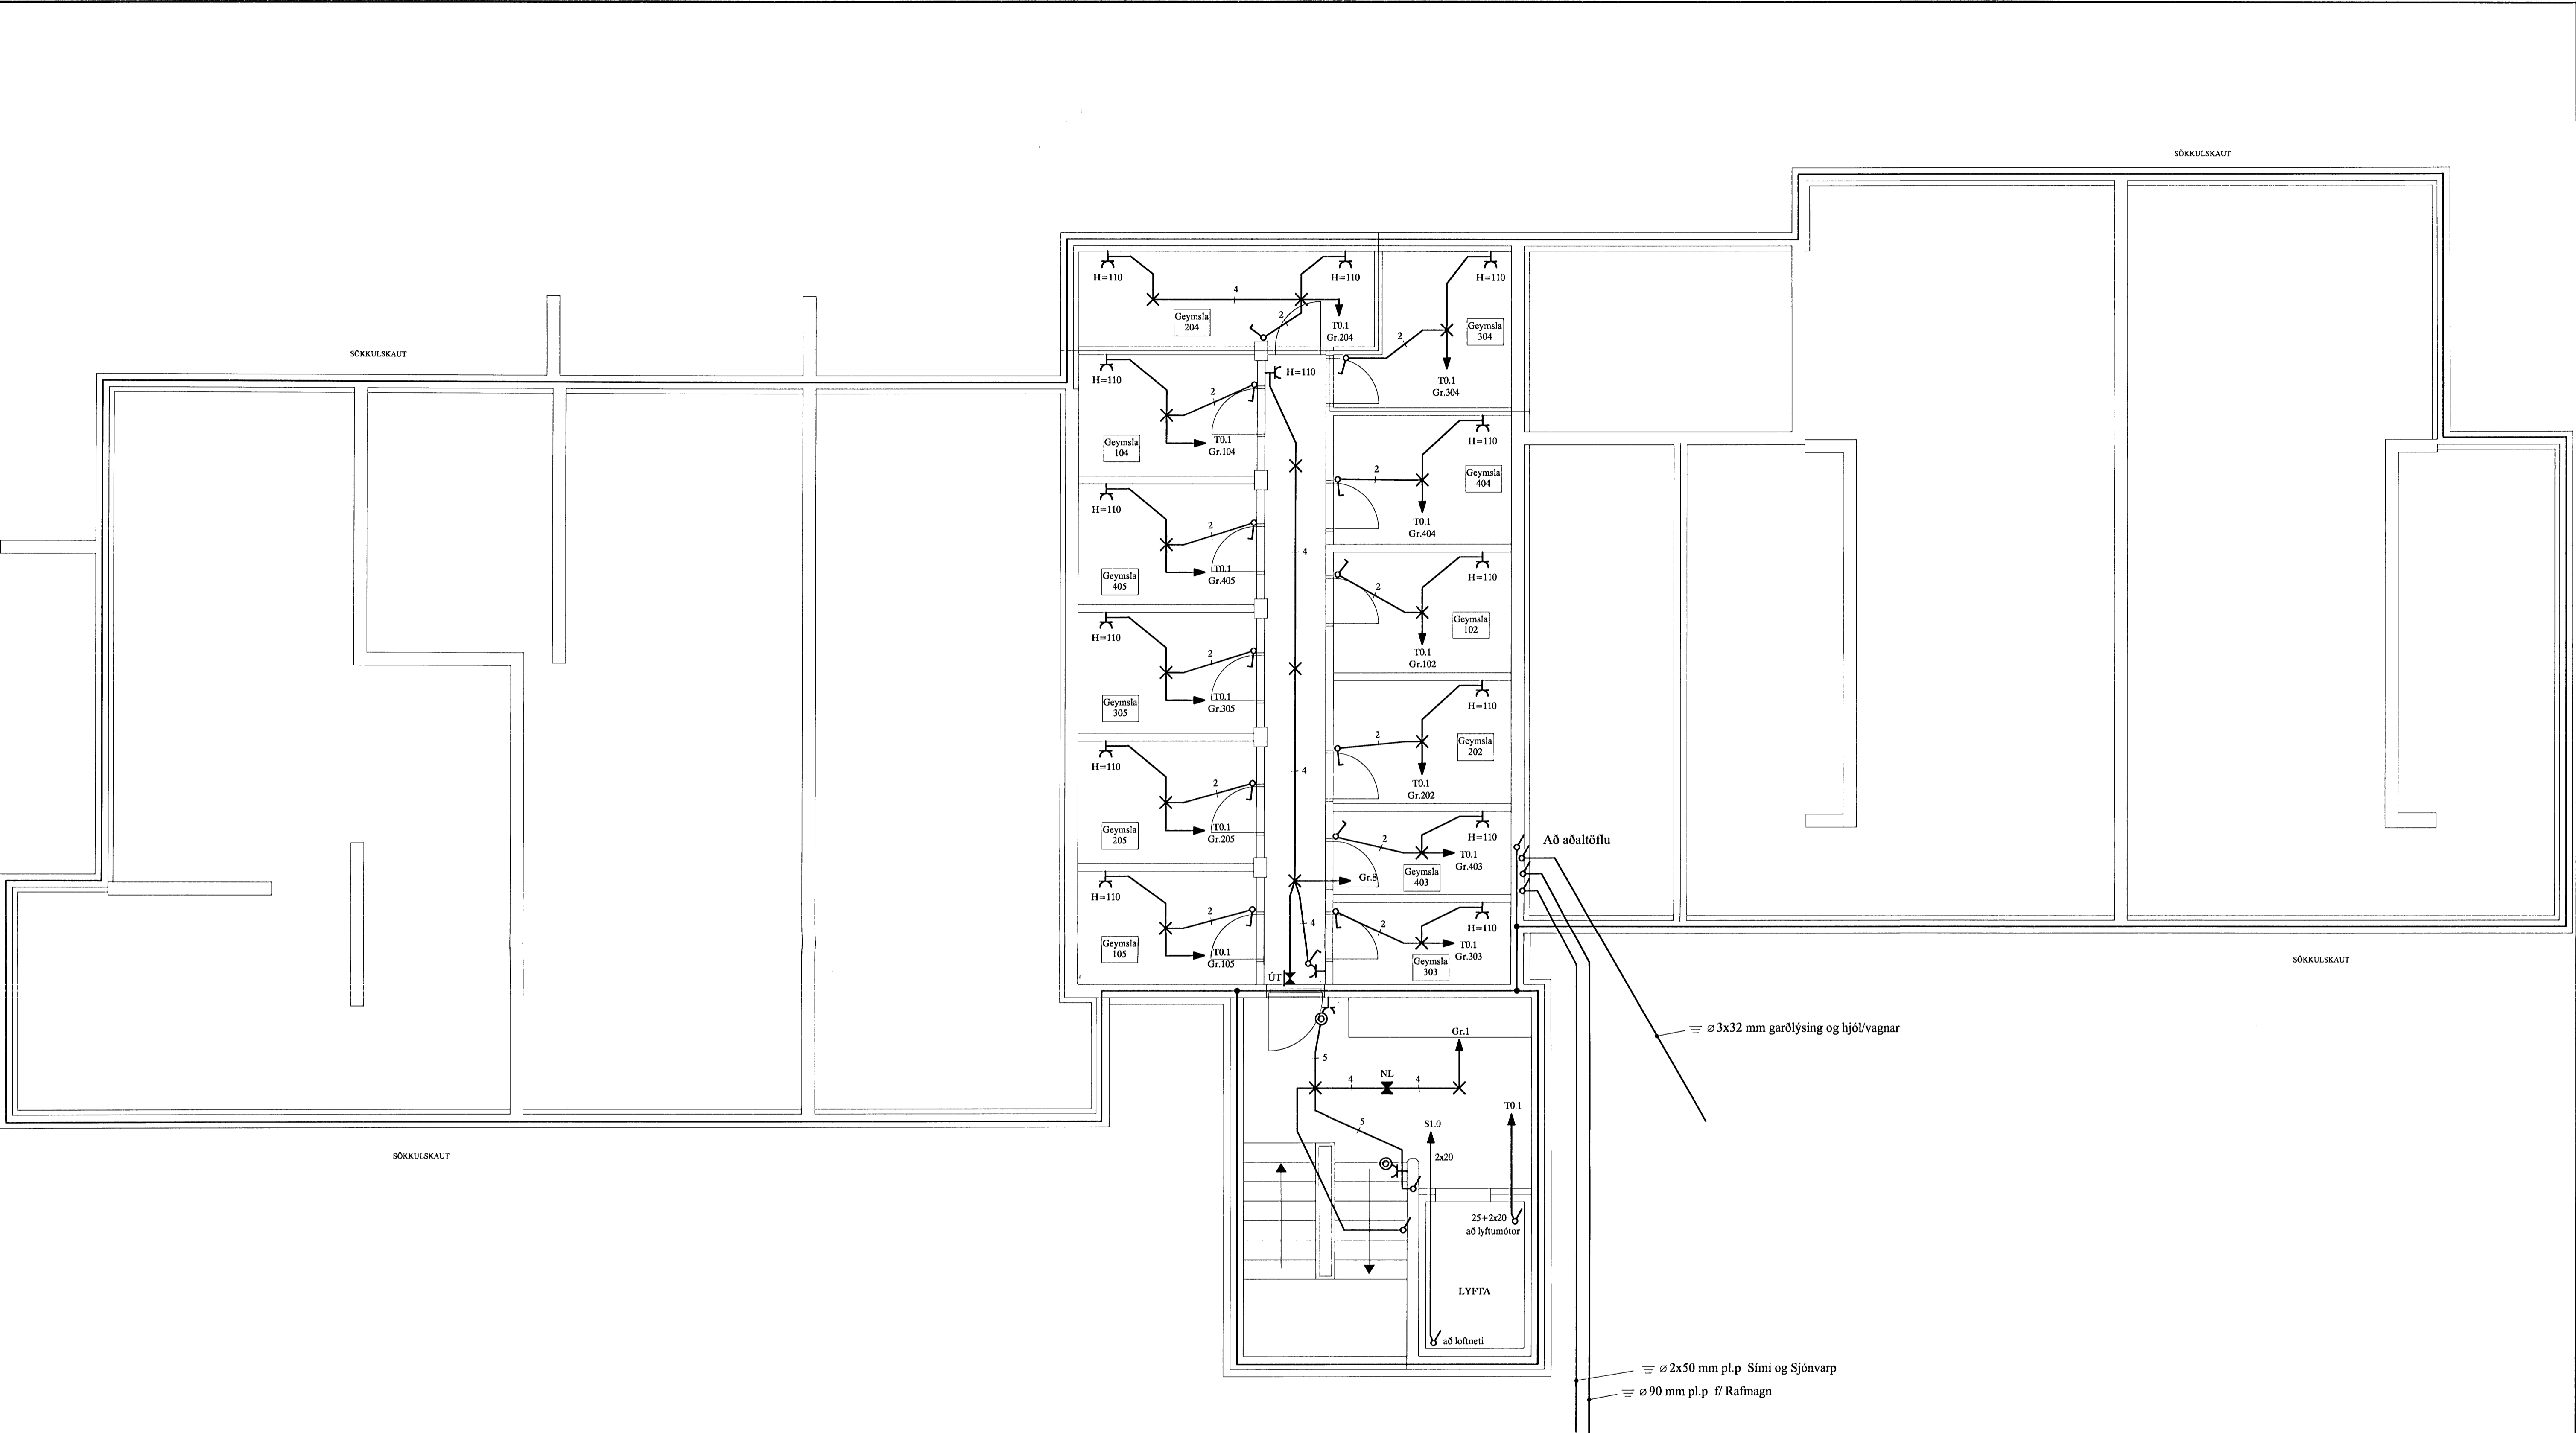 SÖKKULSKAUT
SÖKKULSKAUT
H=110
H=110
H=110
4
Geymsla
204
2
T0.1
Gr.204
2
Geymsla
304
T0.1
Gr.304
H=110
H=110
2
Geymsla
104
T0.1
Gr.104
H=110
2
Geymsla
404
T0.1
Gr.404
H=110
2
4
Geymsla
405
T0.1
Gr.405
H=110
2
Geymsla
102
T0.1
Gr.102
H=110
2
Geymsla
305
T0.1
Gr.305
H=110
2
Geymsla
202
T0.1
Gr.202
H=110
2
4
Geymsla
205
T0.1
Gr.205
H=110
2
T0.1
Gr.403
Geymsla
403
Gr.8
Að aðaltöflu
H=110
2
4
Geymsla
105
T0.1
Gr.105
H=110
2
T0.1
Gr.303
Geymsla
303
ÚT
SÖKKULSKAUT
Gr.1
⌀ 3x32 mm garðlýsing og hjól/vagnar
5
4
NL
4
T0.1
5
S1.0
2x20
SÖKKULSKAUT
25+2x20
að lyftumótor
LYFTA
að loftneti
⌀ 2x50 mm pl.p Sími og Sjónvarp
⌀ 90 mm pl.p f/ Rafmagn